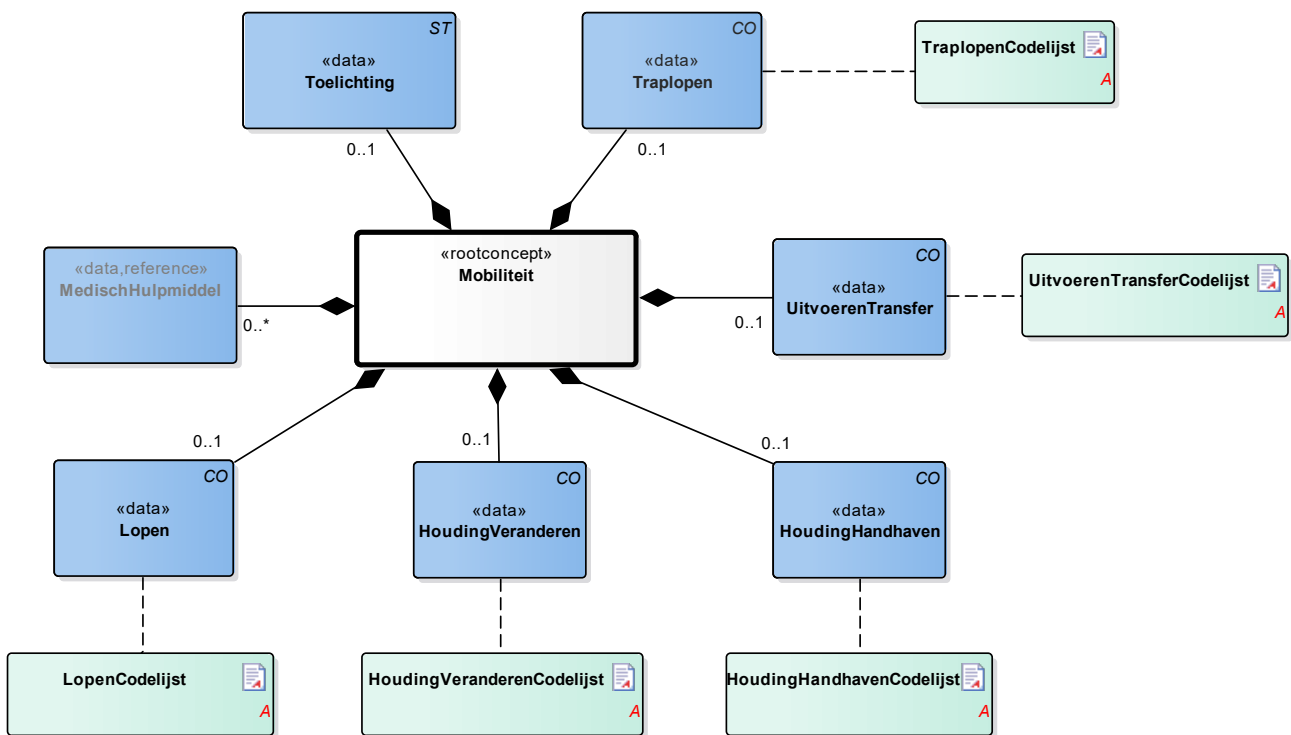 ST
«data»
Toelichting
CO
«data»
Traplopen
TraplopenCodelijst
A
0..1
0..1
«data,reference»
MedischHulpmiddel
0..*
«rootconcept»
Mobiliteit
CO
«data»
UitvoerenTransfer
0..1
UitvoerenTransferCodelijst
A
0..1
0..1
0..1
CO
«data»
Lopen
CO
«data»
HoudingVeranderen
CO
«data»
HoudingHandhaven
LopenCodelijst
A
HoudingVeranderenCodelijst
A
HoudingHandhavenCodelijst
A